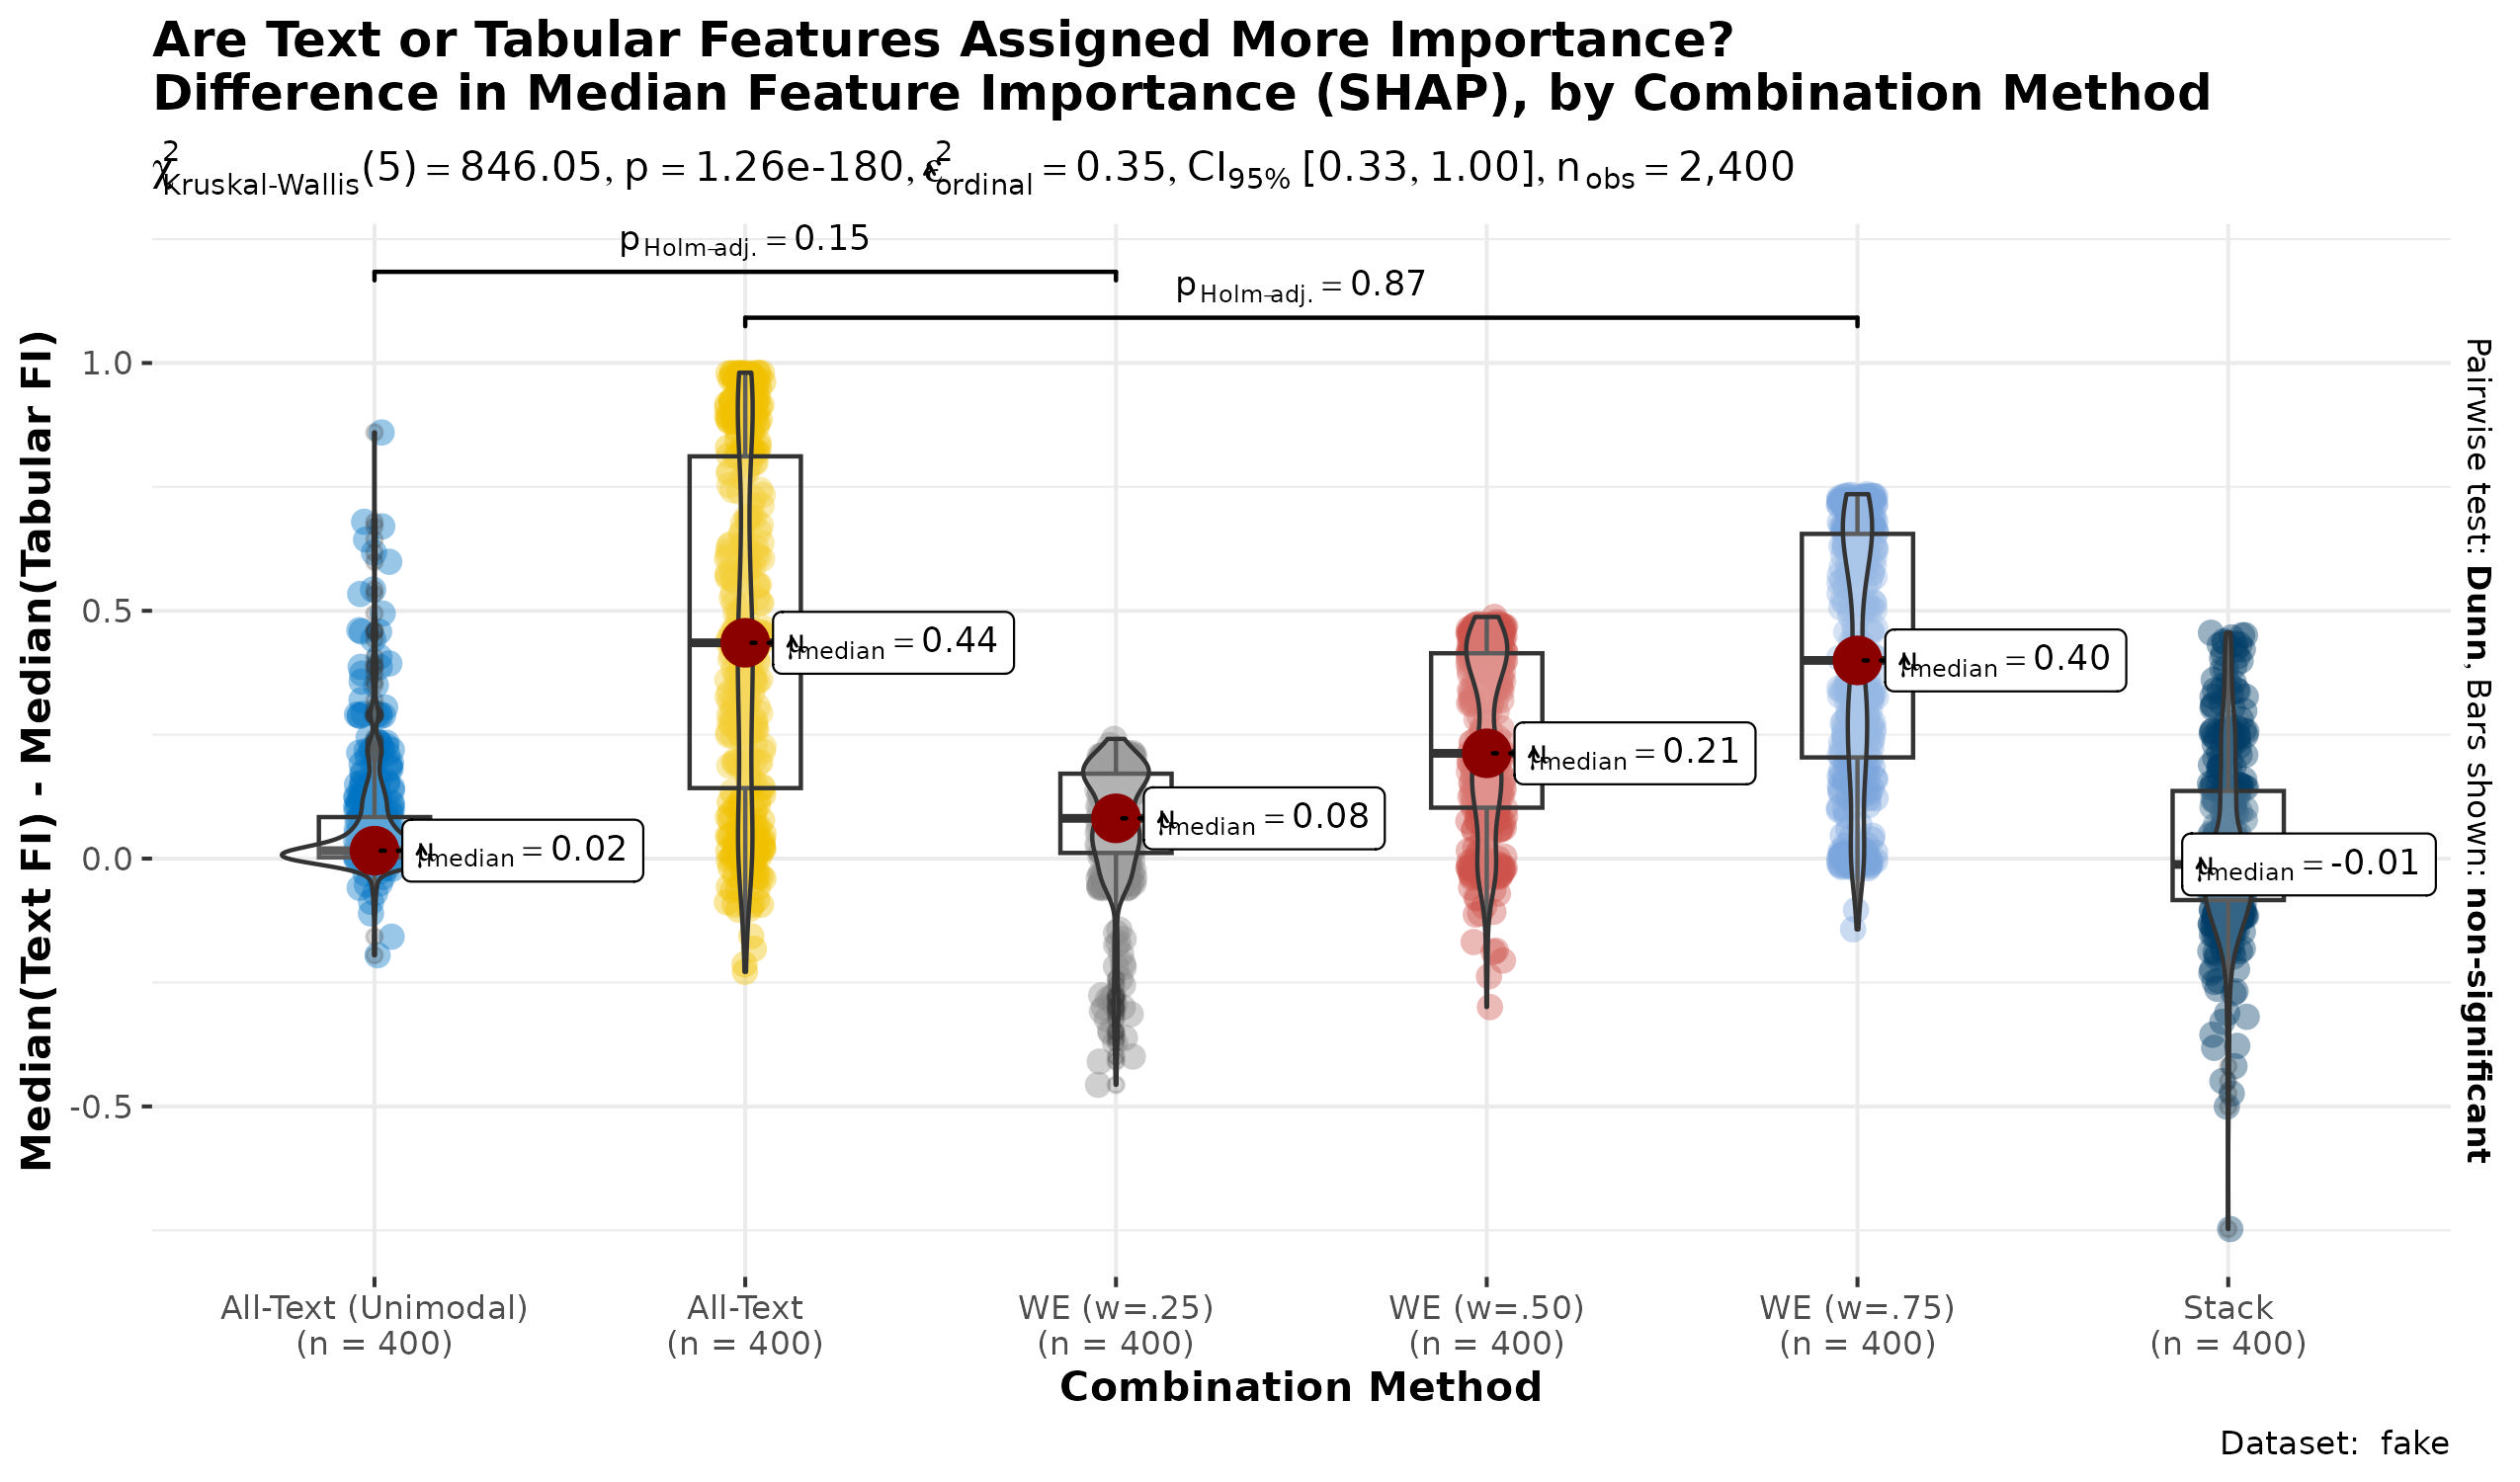 Are Text or Tabular Features Assigned More Importance?
Difference in Median Feature Importance (SHAP), by Combination Method
χ²Kruskal-Wallis(5) = 846.05, p = 1.26e-180, ε̂²ordinal = 0.35, CI95% [0.33, 1.00], nobs = 2,400
pHolm-adj. = 0.15
pHolm-adj. = 0.87
Median(Text FI) - Median(Tabular FI)
1.0
0.5
0.0
-0.5
μ̂median = 0.02
μ̂median = 0.44
μ̂median = 0.08
μ̂median = 0.21
μ̂median = 0.40
μ̂median = -0.01
Pairwise test: Dunn, Bars shown: non-significant
All-Text (Unimodal)
(n = 400)
All-Text
(n = 400)
WE (w=.25)
(n = 400)
WE (w=.50)
(n = 400)
WE (w=.75)
(n = 400)
Stack
(n = 400)
Combination Method
Dataset: fake